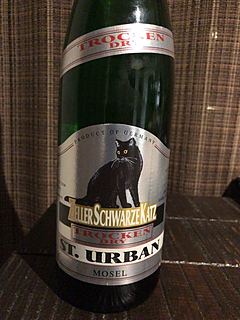 TROCKEN
DRY
PRODUCT OF GERMANY
ZELLER SCHWARZE KATZ
TROCKEN
DRY
ST. URBAN
MOSEL